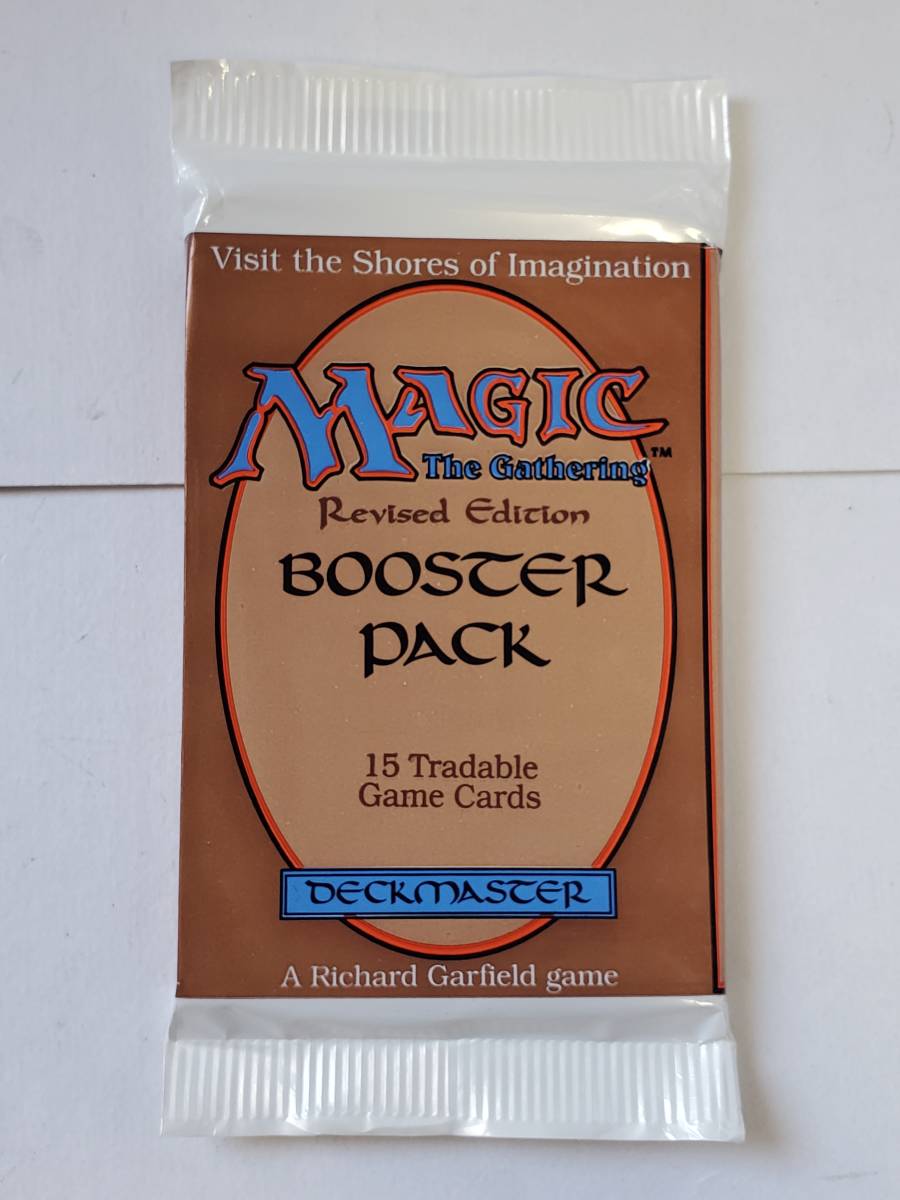 Visit the Shores of Imagination
Magic
The Gathering™
Revised Edition
BOOSTER
PACK
15 Tradable
Game Cards
DECKMASTER
A Richard Garfield game